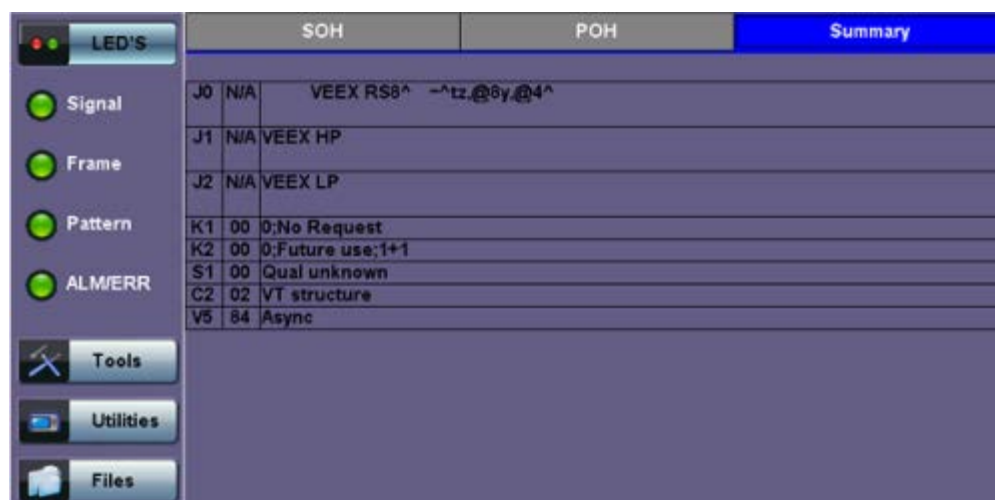 LED'S
Signal
Frame
Pattern
ALM/ERR
Tools
Utilities
Files
SOH POH Summary
J0 N/A VEEX RS8^ ~^tz,@8y,@4^
J1 N/A VEEX HP
J2 N/A VEEX LP
K1 00 0;No Request
K2 00 0;Future use;1+1
S1 00 Qual unknown
C2 02 VT structure
V5 84 Async